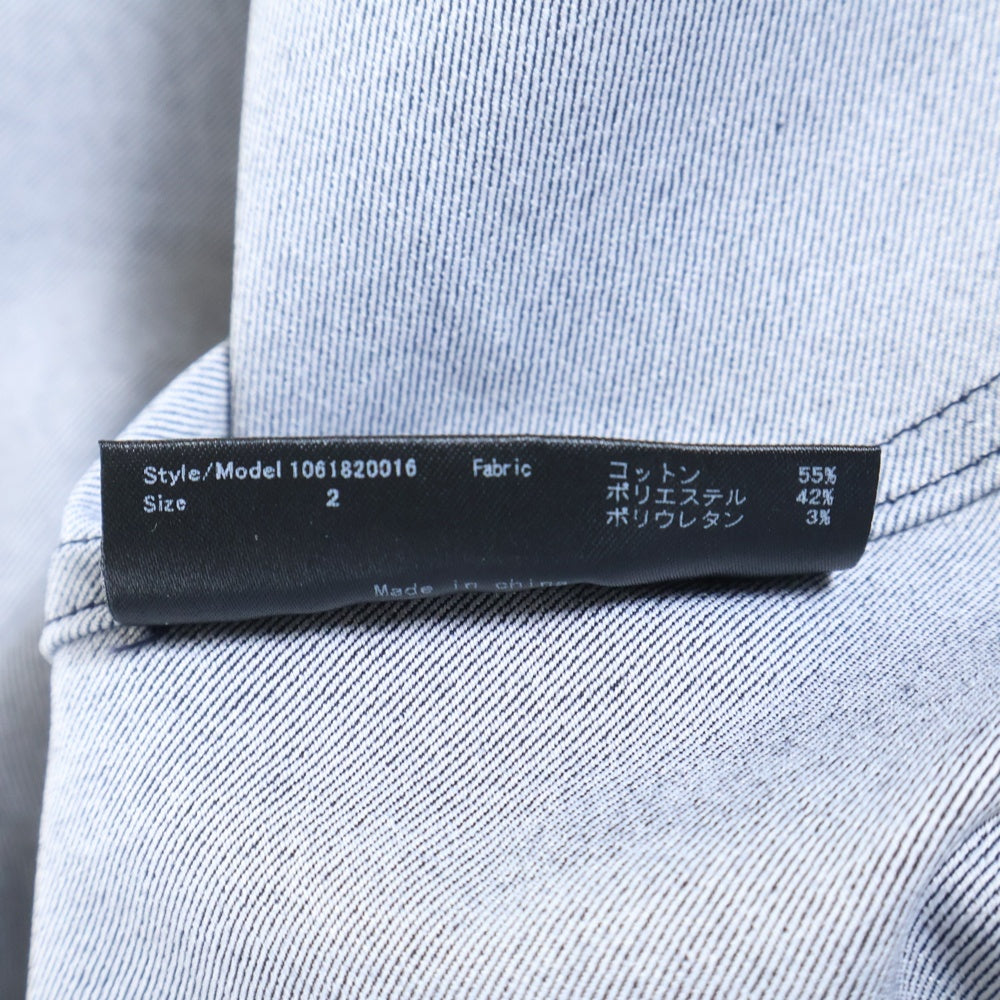 Style/Model 1061820016 Fabric コットン 55%
Size 2 ポリエステル 42%
ポリウレタン 3%
Made in china